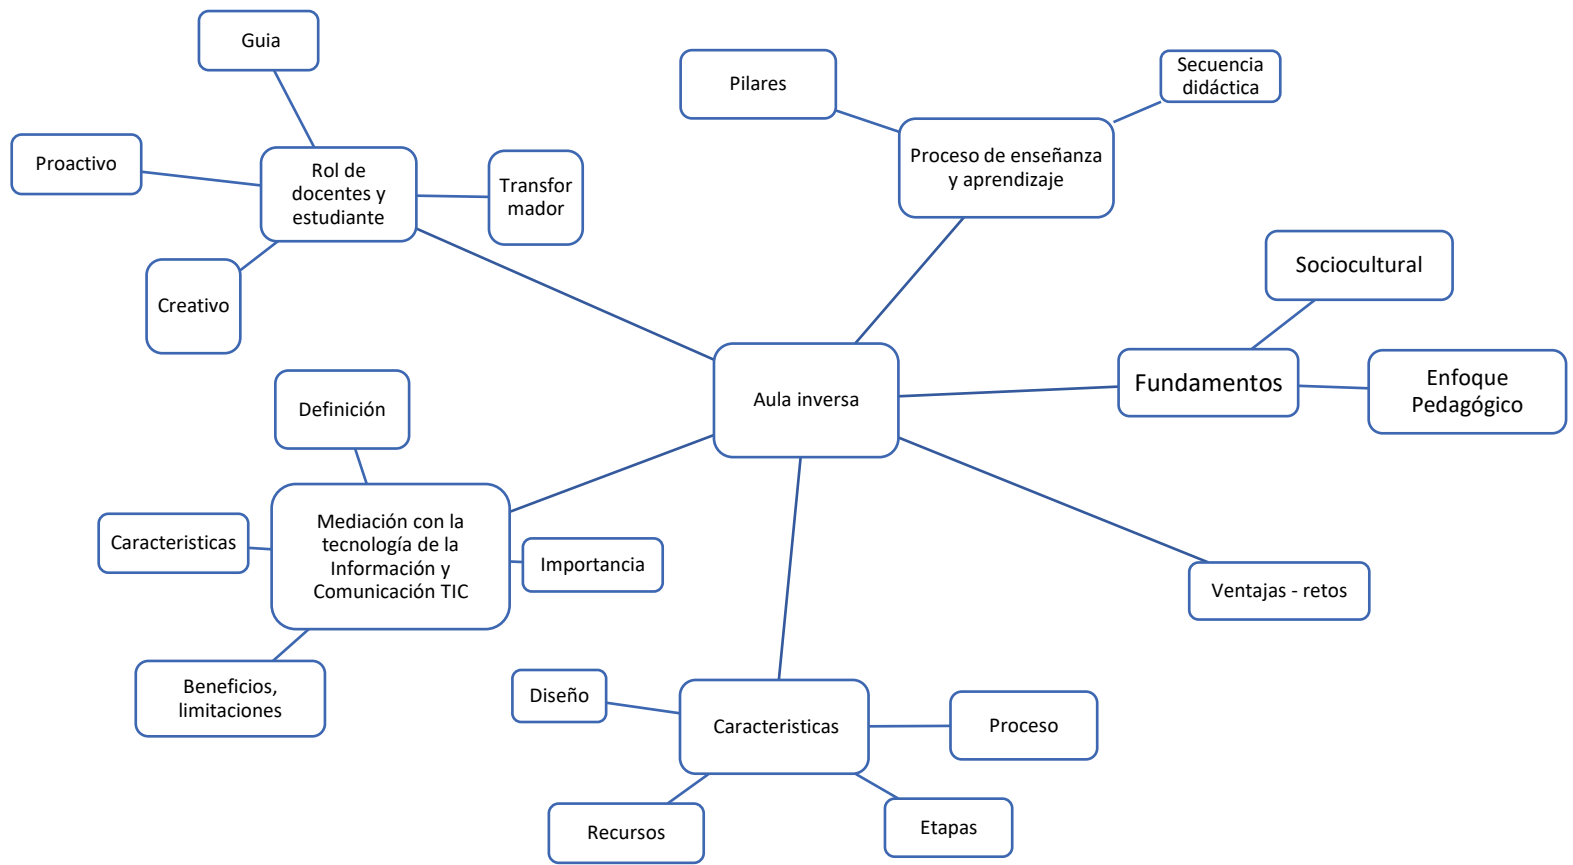 Guia
Pilares
Secuencia
didáctica
Proactivo
Rol de
docentes y
estudiante
Transfor
mador
Proceso de enseñanza
y aprendizaje
Creativo
Sociocultural
Aula inversa
Fundamentos
Enfoque
Pedagógico
Definición
Caracteristicas
Mediación con la
tecnología de la
Información y
Comunicación TIC
Importancia
Ventajas - retos
Beneficios,
limitaciones
Diseño
Caracteristicas
Proceso
Recursos
Etapas